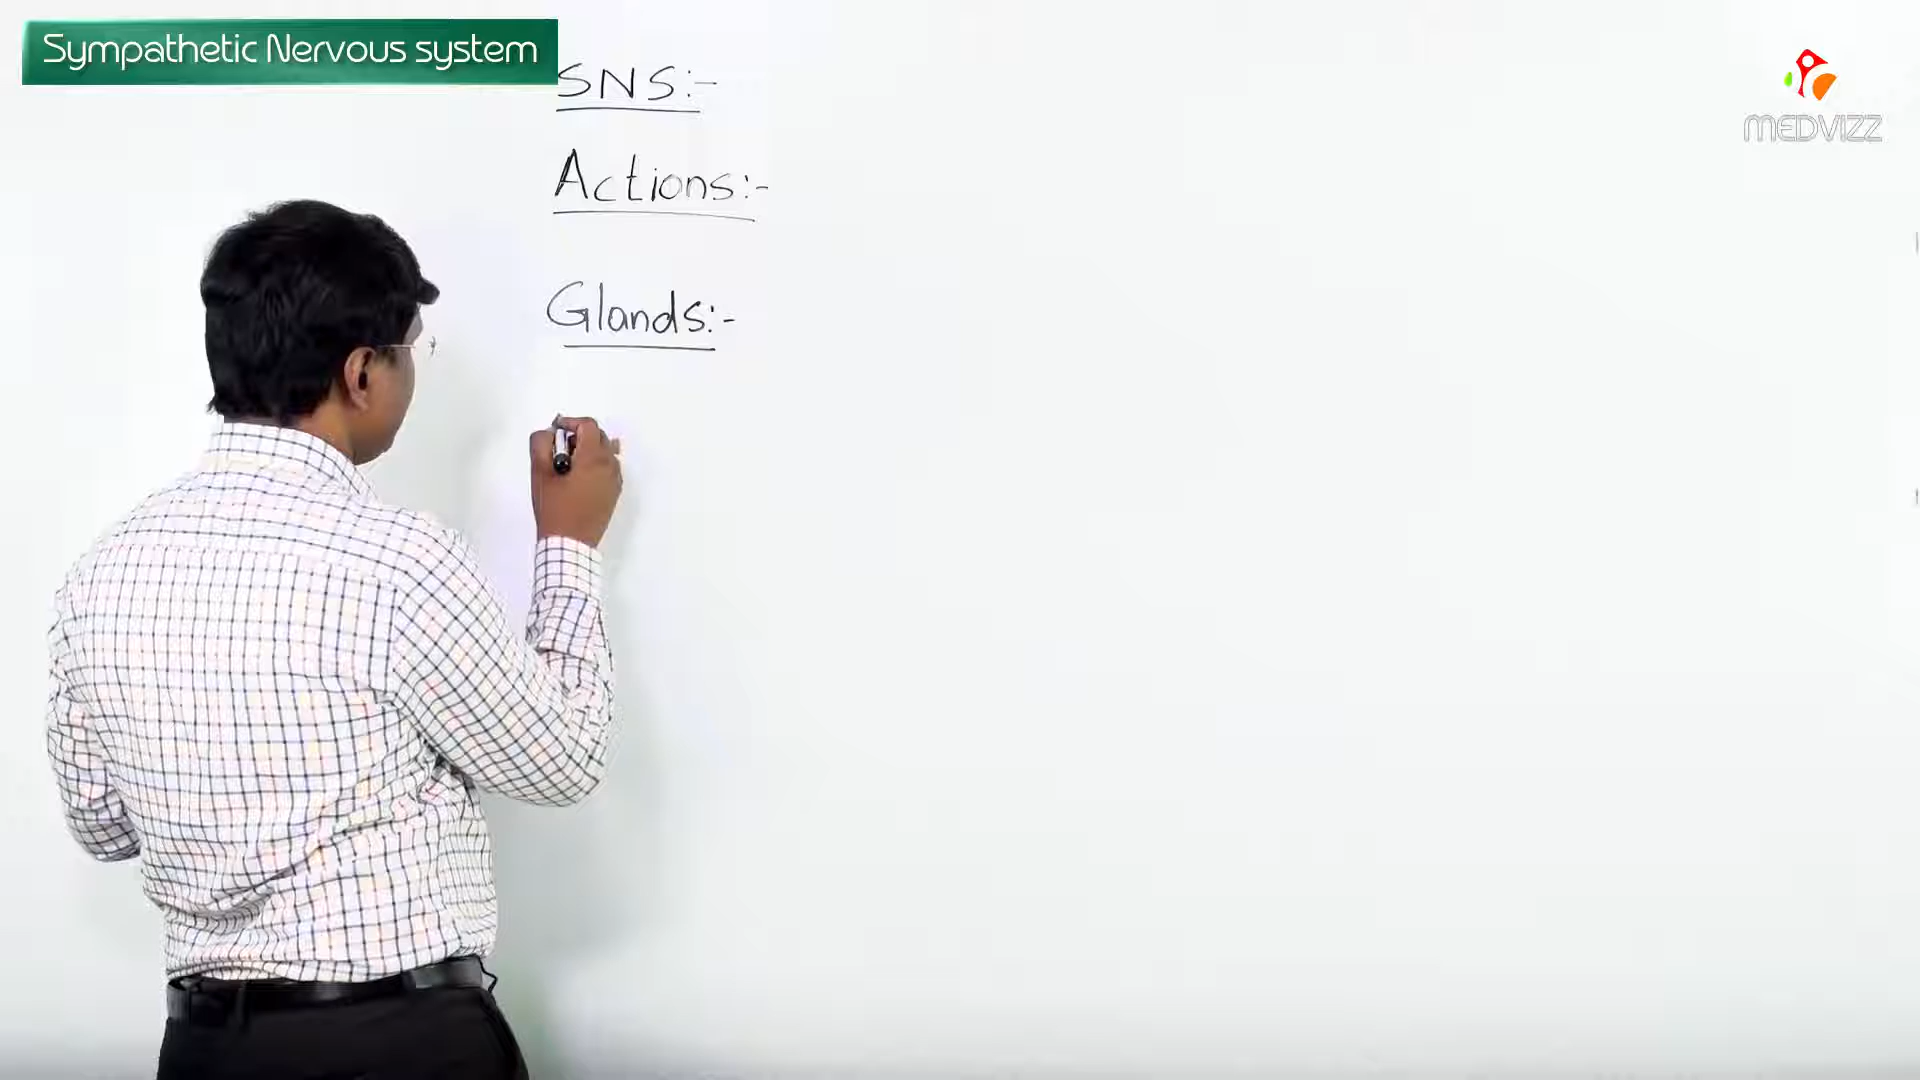 Sympathetic Nervous system
SNS:-
MEDVIZZ
Actions:-
Glands:-